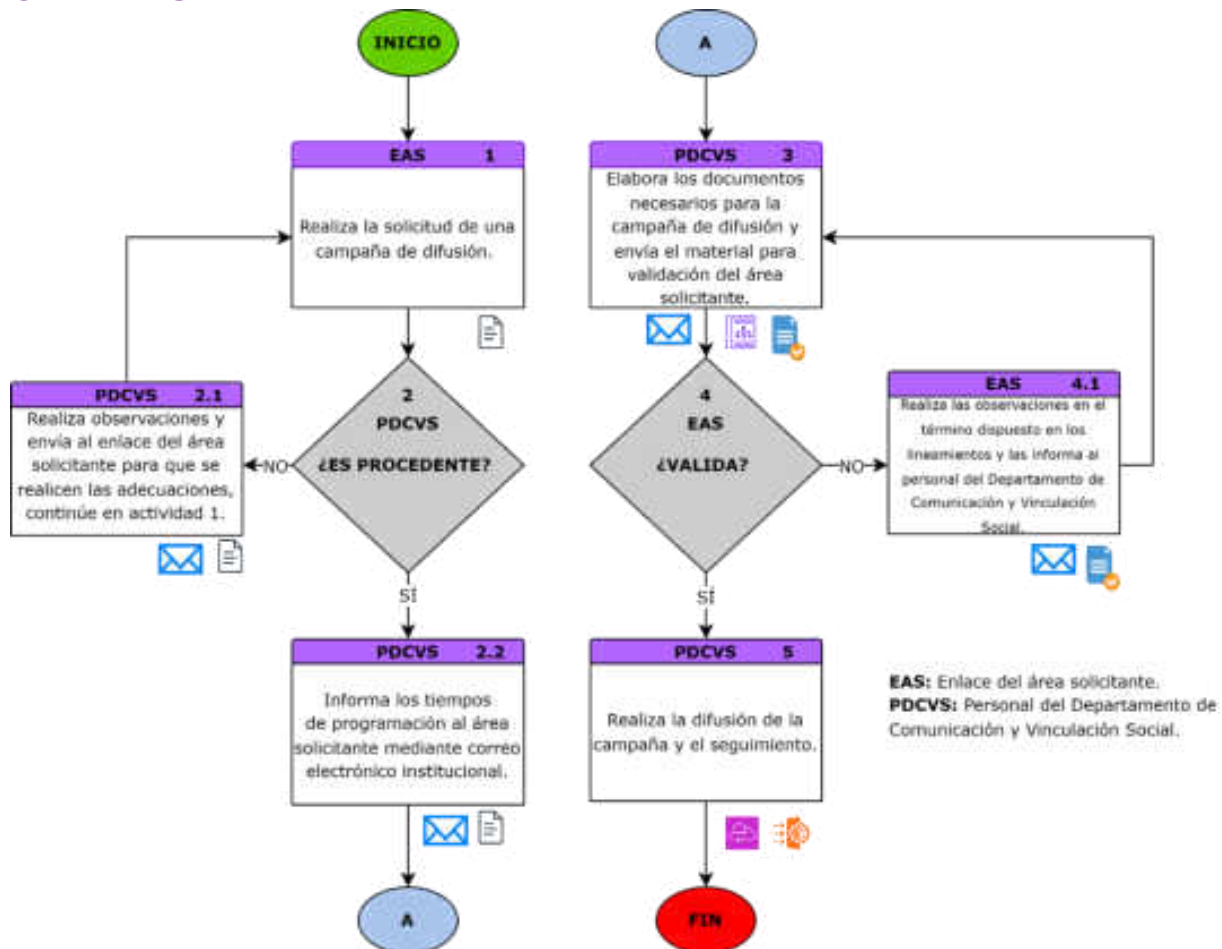 INICIO
EAS 1
Realiza la solicitud de una
campaña de difusión.
PDCVS 2.1
Realiza observaciones y
envía al enlace del área
solicitante para que se
realicen las adecuaciones,
continúe en actividad 1.
NO
2
PDCVS
¿ES PROCEDENTE?
SÍ
PDCVS 2.2
Informa los tiempos
de programación al área
solicitante mediante correo
electrónico institucional.
A
A
PDCVS 3
Elabora los documentos
necesarios para la
campaña de difusión y
envía el material para
validación del área
solicitante.
4
EAS
¿VALIDA?
NO
EAS 4.1
Realiza las observaciones en el
término dispuesto en los
lineamientos y las informa al
personal del Departamento de
Comunicación y Vinculación
Social.
SÍ
PDCVS 5
Realiza la difusión de la
campaña y el seguimiento.
FIN
EAS: Enlace del área solicitante.
PDCVS: Personal del Departamento de
Comunicación y Vinculación Social.